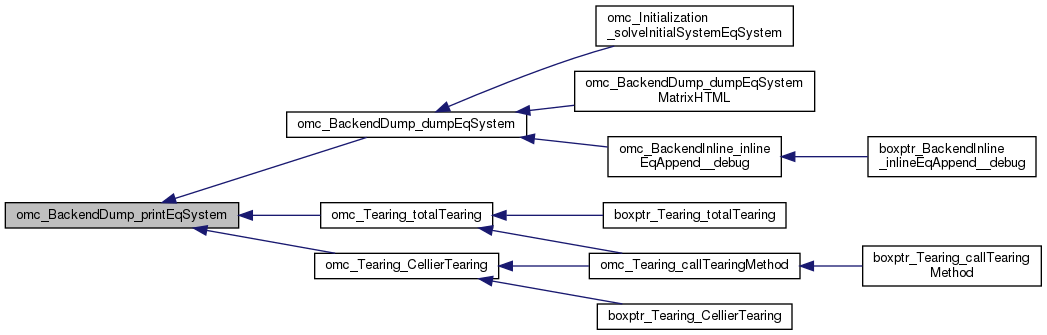 omc_Initialization
_solveInitialSystemEqSystem
omc_BackendDump_dumpEqSystem
MatrixHTML
omc_BackendDump_dumpEqSystem
omc_BackendInline_inline
EqAppend__debug
boxptr_BackendInline
_inlineEqAppend__debug
omc_BackendDump_printEqSystem
omc_Tearing_totalTearing
boxptr_Tearing_totalTearing
omc_Tearing_CellierTearing
omc_Tearing_callTearingMethod
boxptr_Tearing_callTearing
Method
boxptr_Tearing_CellierTearing